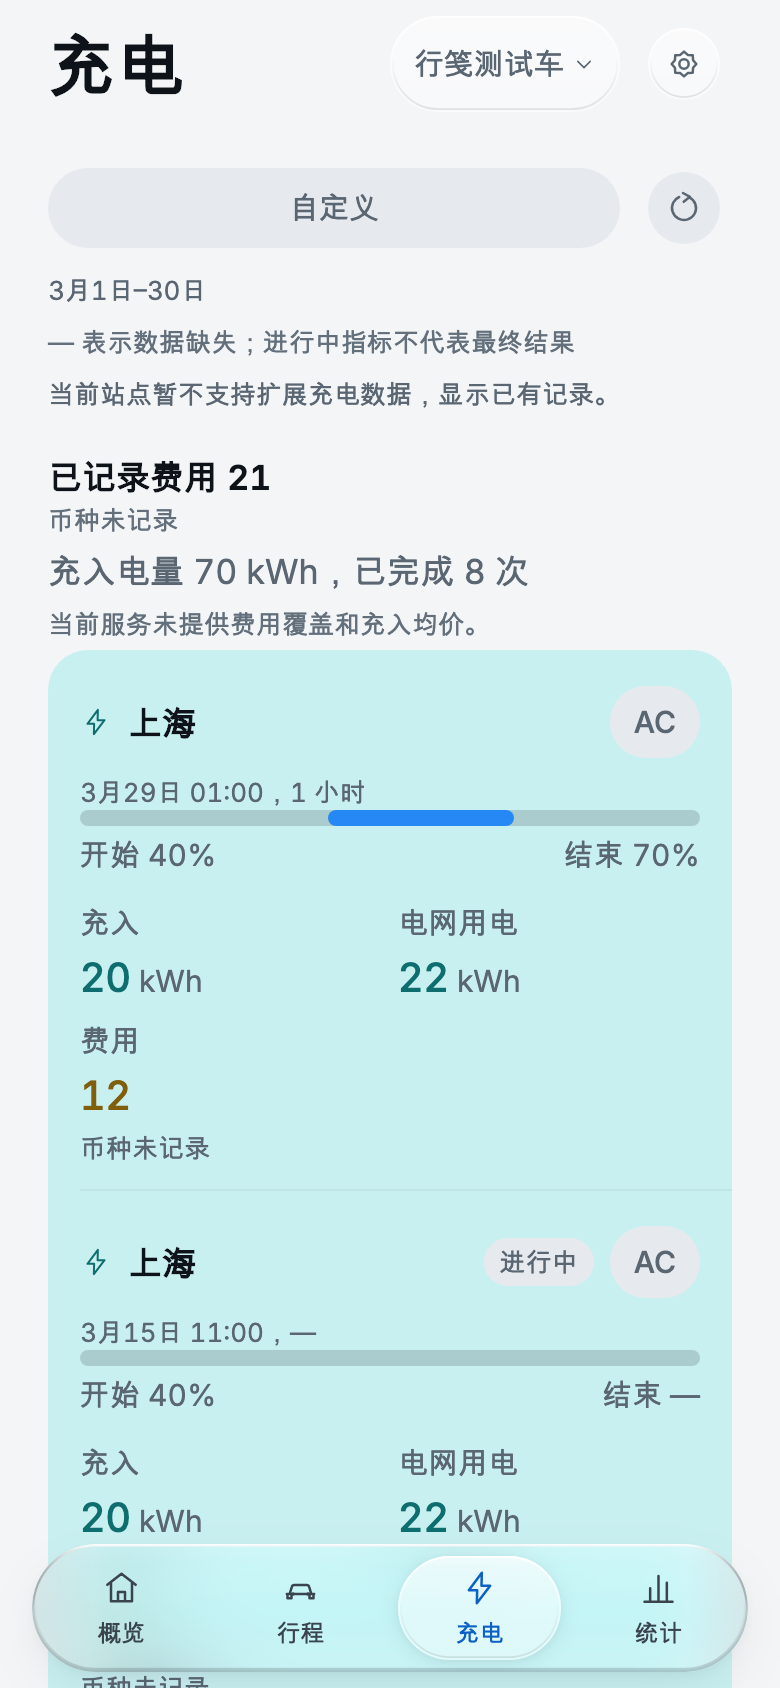 充电
行笺测试车
自定义
3月1日–30日
— 表示数据缺失；进行中指标不代表最终结果
当前站点暂不支持扩展充电数据，显示已有记录。
已记录费用 21
币种未记录
充入电量 70 kWh，已完成 8 次
当前服务未提供费用覆盖和充入均价。
上海
AC
3月29日 01:00，1 小时
开始 40%
结束 70%
充入
电网用电
20 kWh
22 kWh
费用
12
币种未记录
上海
进行中
AC
3月15日 11:00，—
开始 40%
结束 —
充入
电网用电
20 kWh
22 kWh
概览
行程
充电
统计
币种未记录